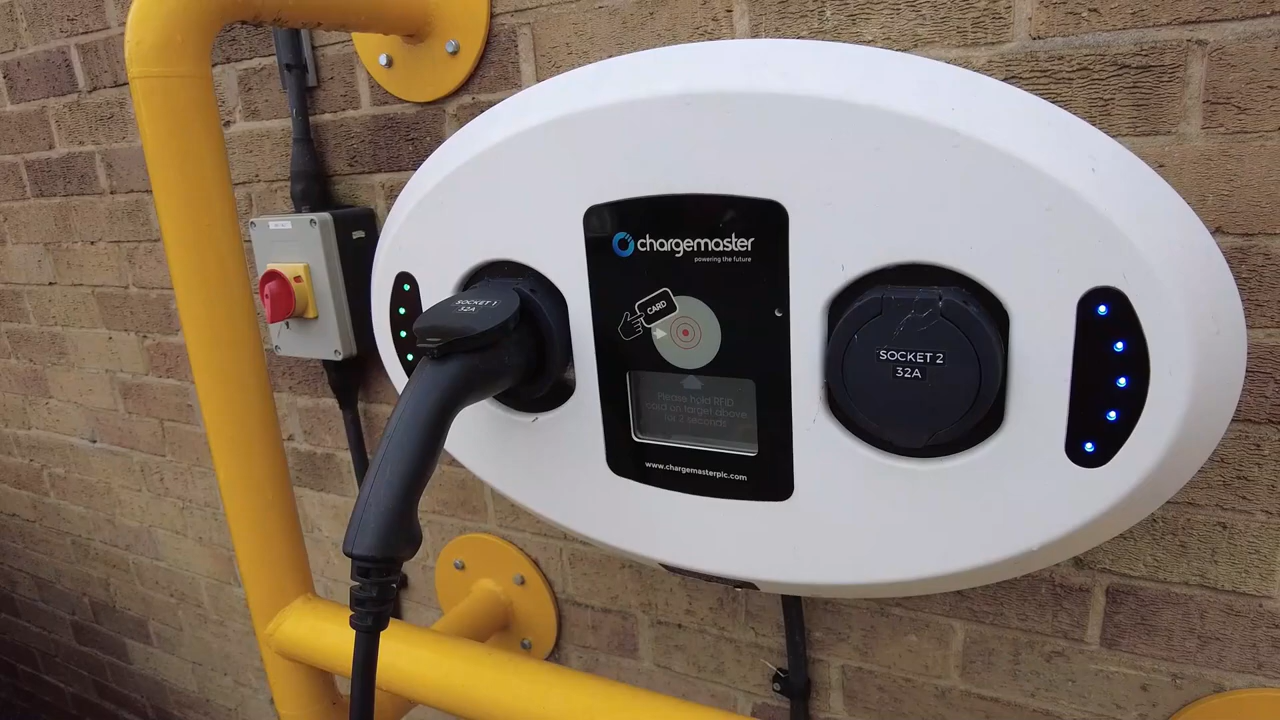 SOCKET 1
32A
chargemaster
powering the future
CARD
Please hold RFID
card on target above
for 2 seconds
www.chargemasterplc.com
SOCKET 2
32A